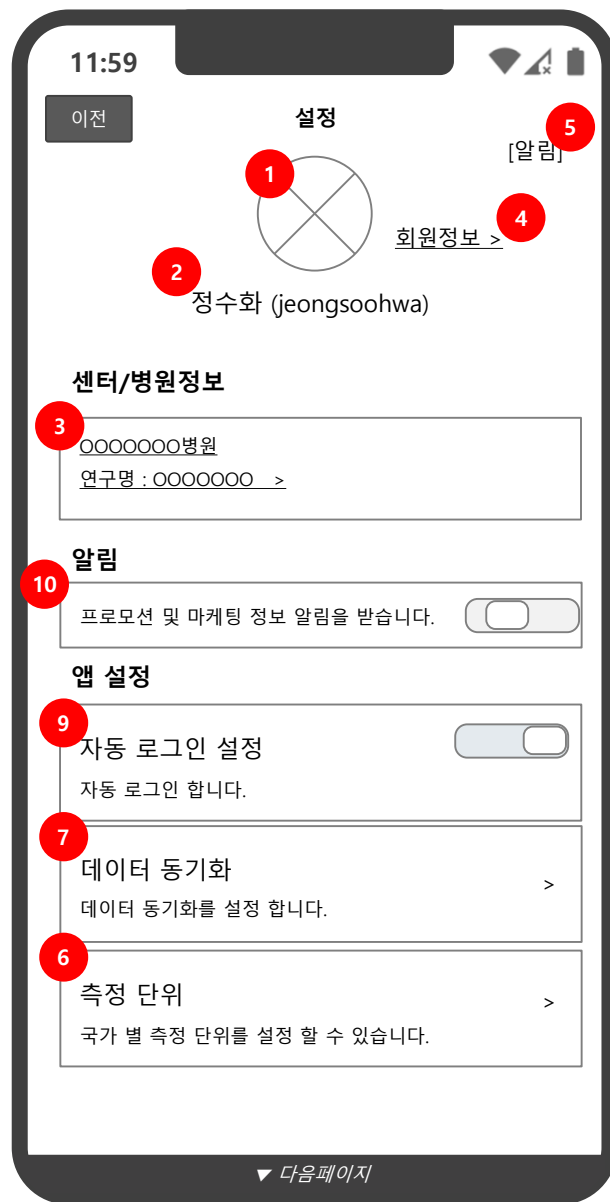 11:59
이전
설정
5
[알림]
1
4
회원정보 >
2
정수화 (jeongsoohwa)
센터/병원정보
3
OOOOOOO병원
연구명 : OOOOOOO >
알림
10
프로모션 및 마케팅 정보 알림을 받습니다.
앱 설정
9
자동 로그인 설정
자동 로그인 합니다.
7
데이터 동기화
>
데이터 동기화를 설정 합니다.
6
측정 단위
>
국가 별 측정 단위를 설정 할 수 있습니다.
▼ 다음페이지